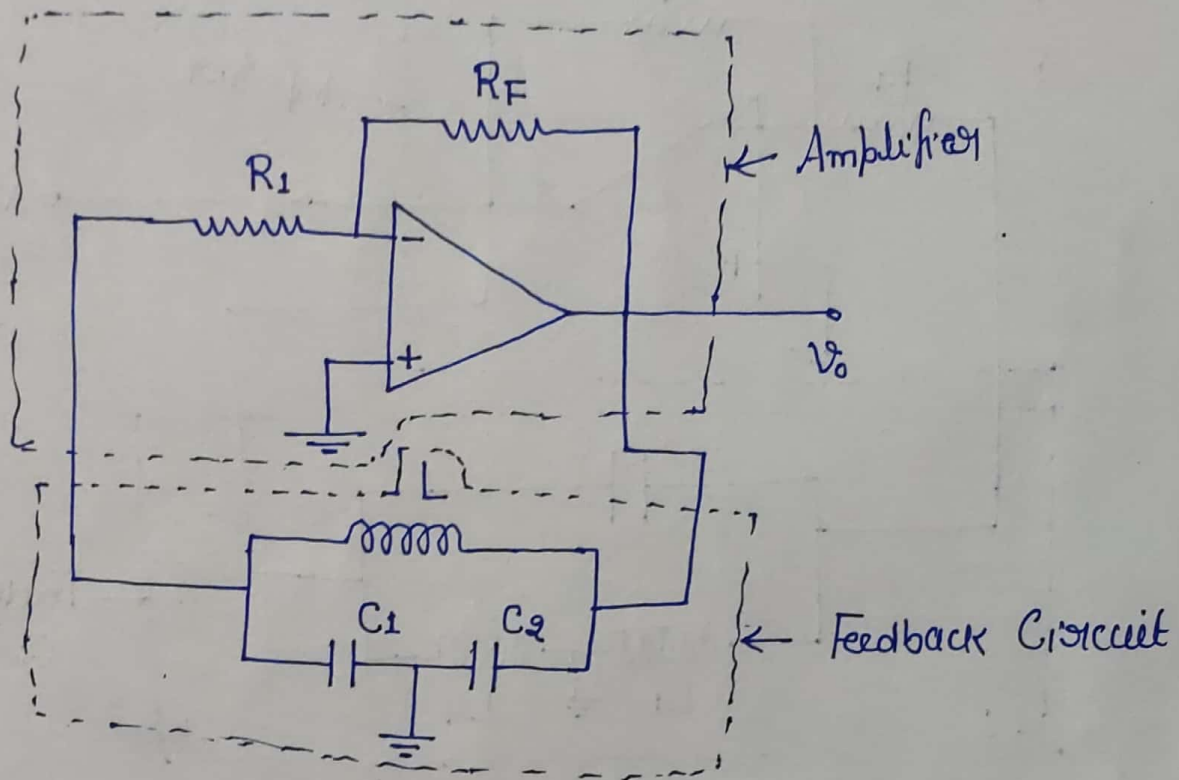 RF
R1
← Amplifier
-
+
Vo
L
C1 C2
← Feedback Circuit